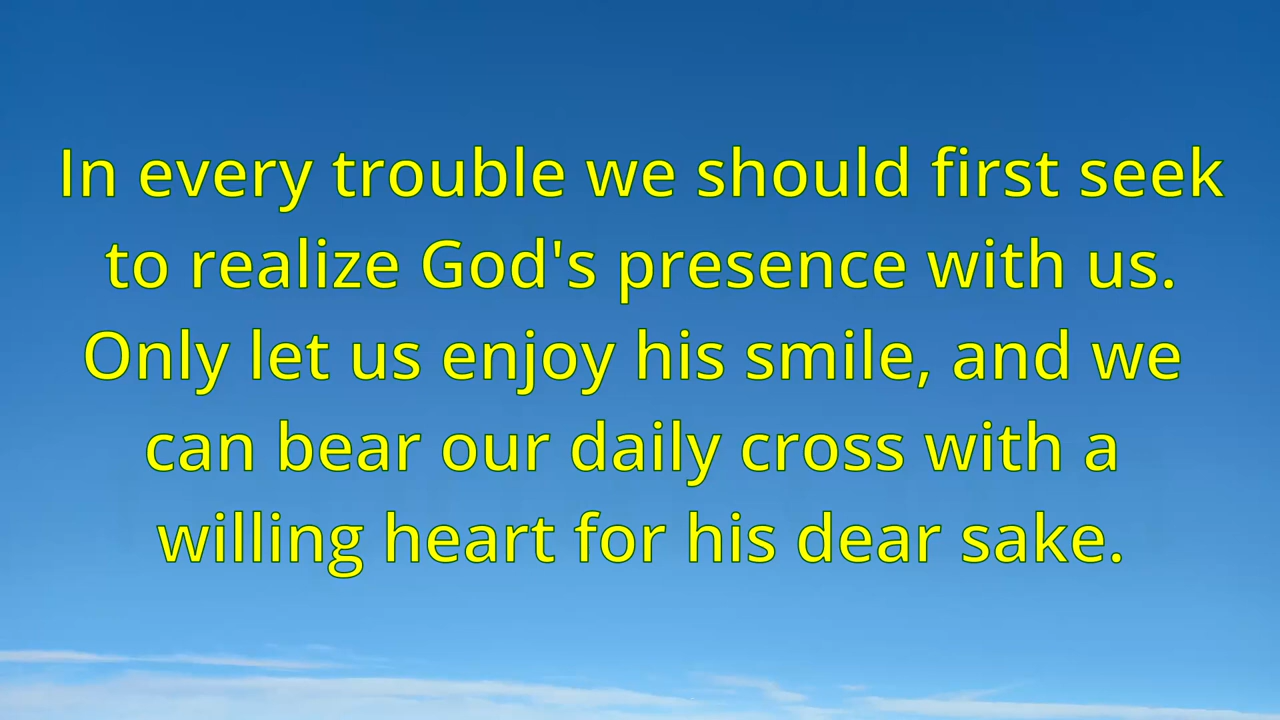 In every trouble we should first seek
to realize God's presence with us.
Only let us enjoy his smile, and we
can bear our daily cross with a
willing heart for his dear sake.